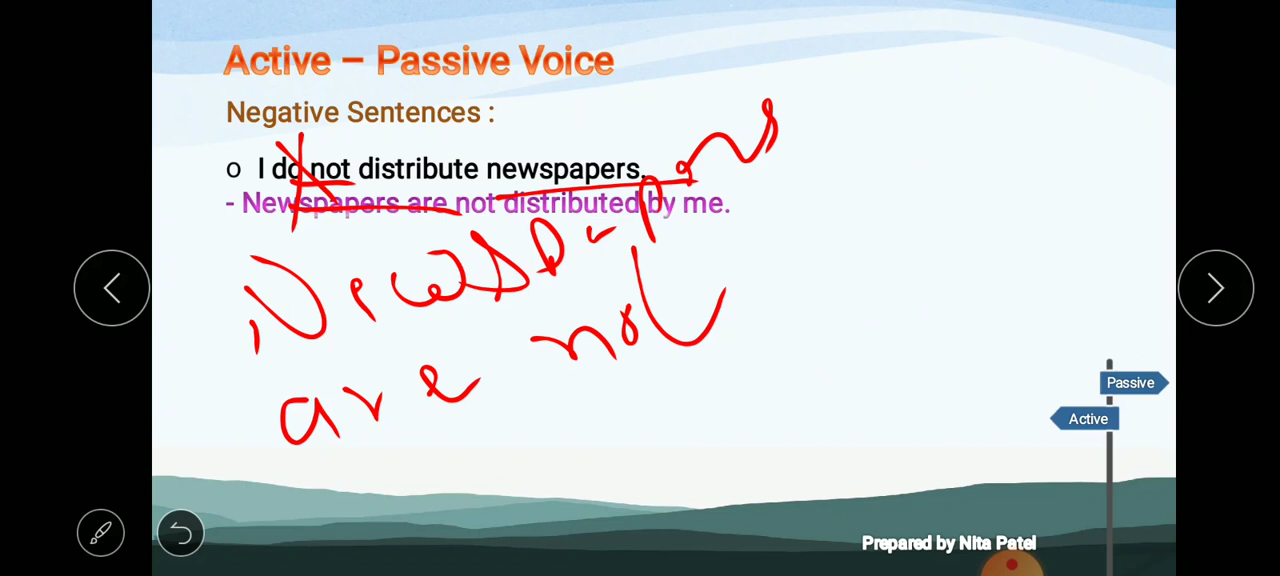 Active – Passive Voice
Negative Sentences :
o I do not distribute newspapers.
- Newspapers are not distributed by me.
Newspapers
are not
Passive
Active
Prepared by Nita Patel